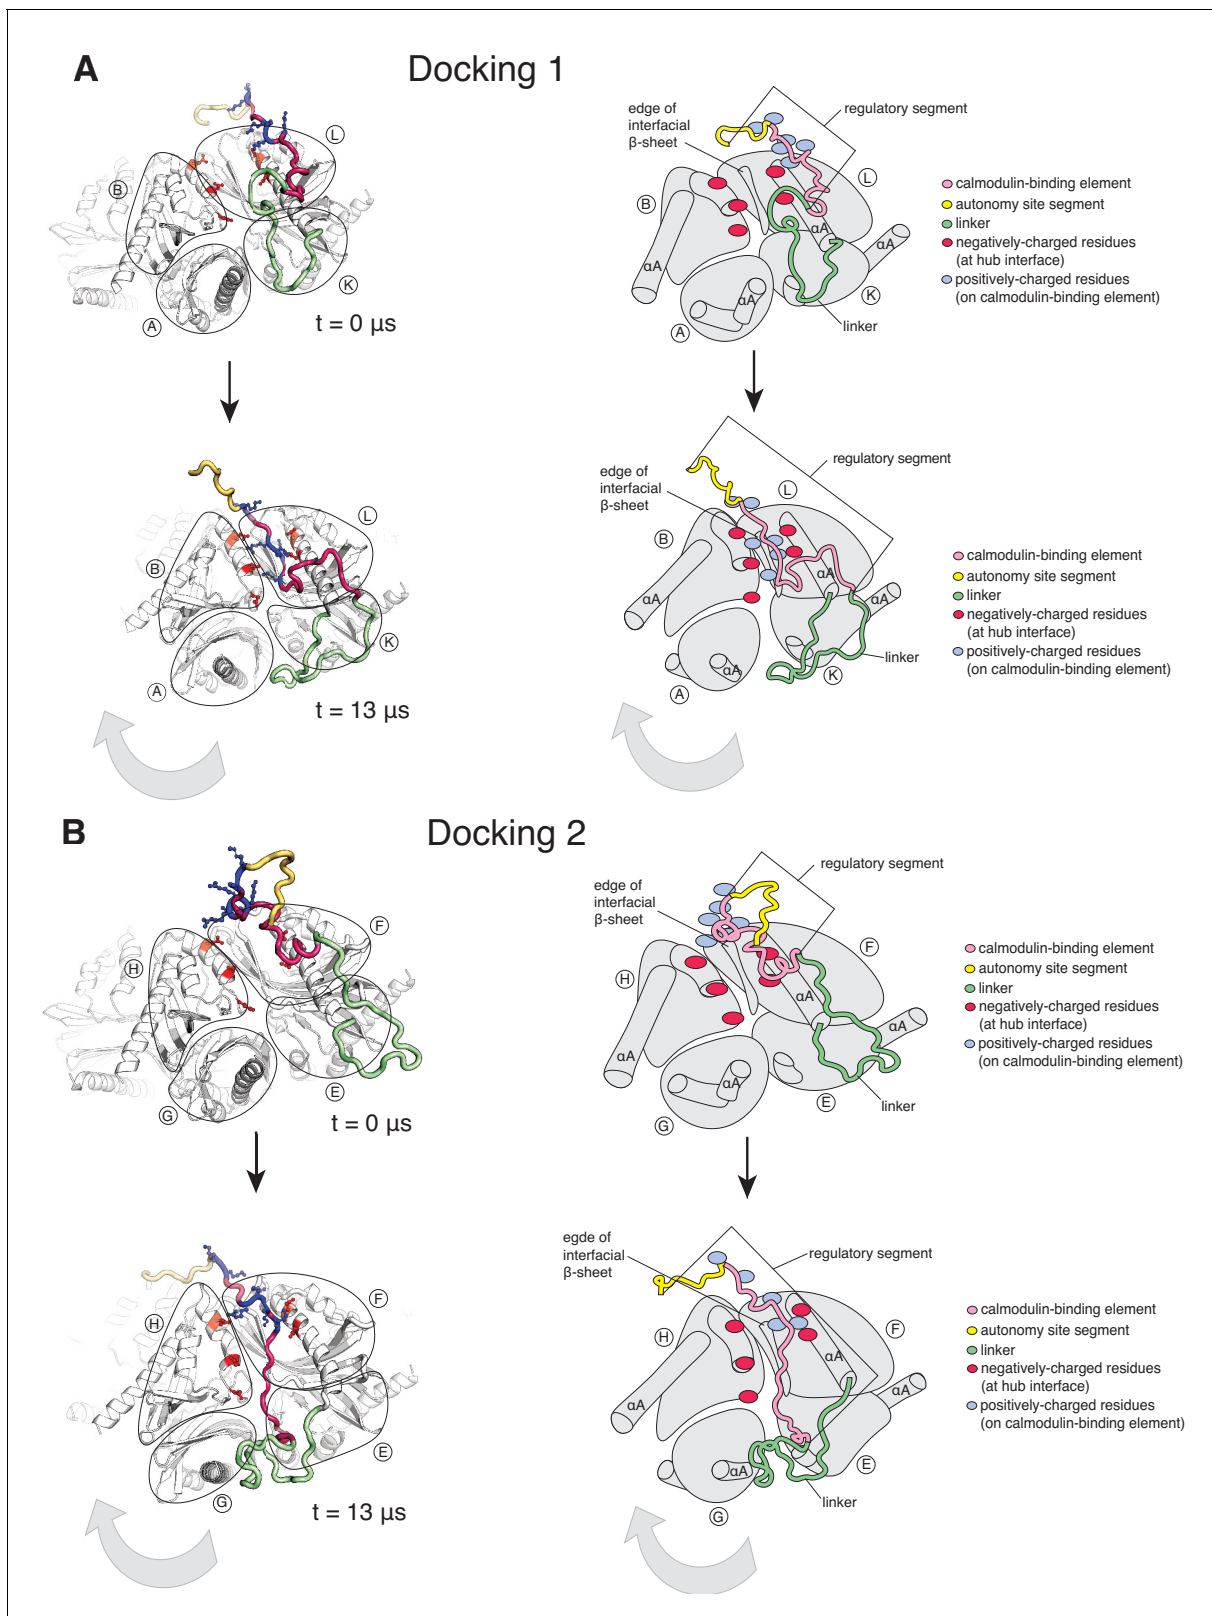 A
Docking 1
L
B
K
A
t = 0 µs
edge of
interfacial
β-sheet
regulatory segment
L
B
αA
αA
αA
αA
K
A
linker
calmodulin-binding element
autonomy site segment
linker
negatively-charged residues
(at hub interface)
positively-charged residues
(on calmodulin-binding element)
L
B
K
A
t = 13 µs
edge of
interfacial
β-sheet
regulatory segment
L
B
αA
αA
αA
αA
linker
K
A
calmodulin-binding element
autonomy site segment
linker
negatively-charged residues
(at hub interface)
positively-charged residues
(on calmodulin-binding element)
B
Docking 2
F
H
E
G
t = 0 µs
edge of
interfacial
β-sheet
regulatory segment
F
H
αA
αA
αA
αA
E
G
linker
calmodulin-binding element
autonomy site segment
linker
negatively-charged residues
(at hub interface)
positively-charged residues
(on calmodulin-binding element)
F
H
E
G
t = 13 µs
egde of
interfacial
β-sheet
regulatory segment
F
H
αA
αA
αA
αA
E
linker
G
calmodulin-binding element
autonomy site segment
linker
negatively-charged residues
(at hub interface)
positively-charged residues
(on calmodulin-binding element)